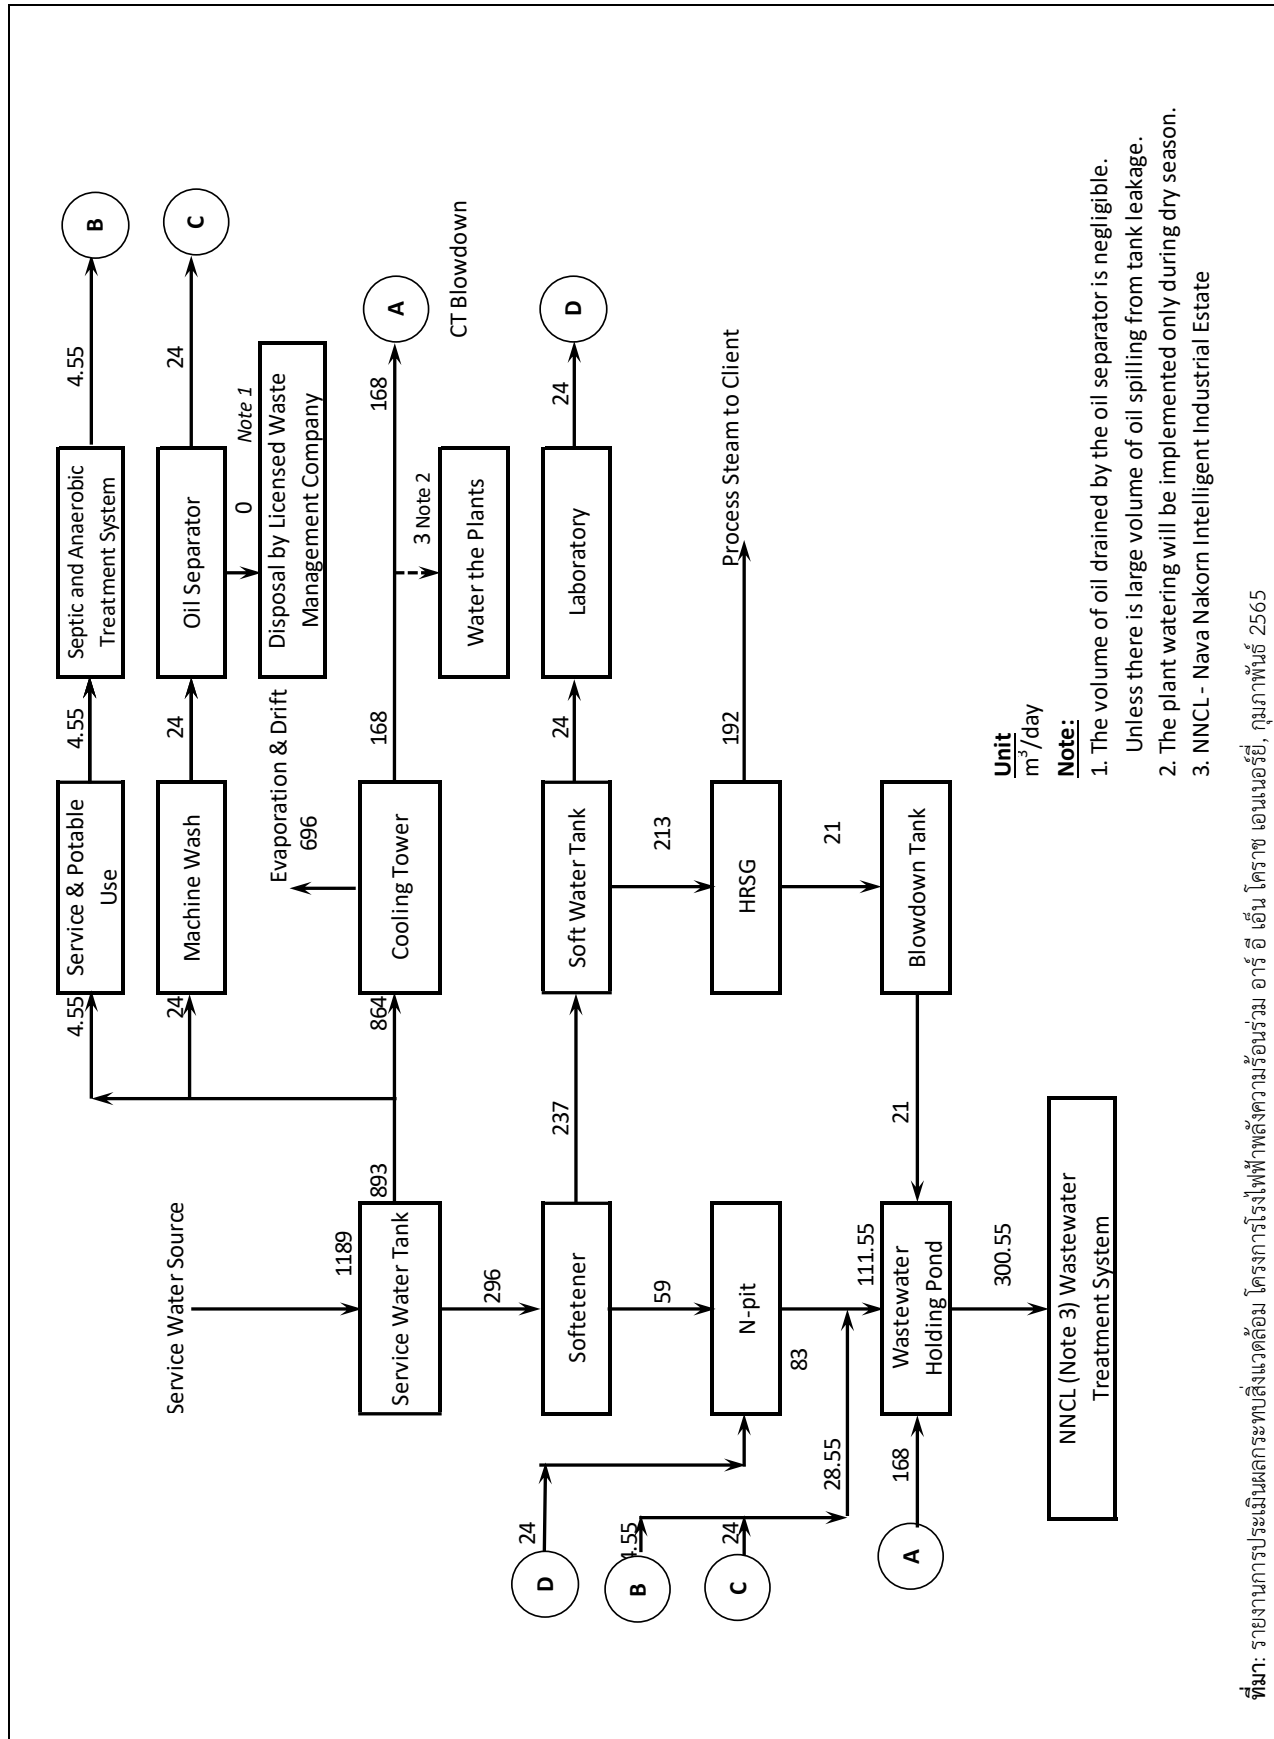 Service Water Source
1189
Service Water Tank
893
296
4.55
Service & Potable
Use
4.55
Septic and Anaerobic
Treatment System
4.55
B
24
Machine Wash
24
Oil Separator
24
C
0
Note 1
Disposal by Licensed Waste
Management Company
Evaporation & Drift
696
864
Cooling Tower
168
168
A
CT Blowdown
3 Note 2
Water the Plants
Softetener
237
Soft Water Tank
24
Laboratory
24
D
59
213
D
24
N-pit
HRSG
192
Process Steam to Client
83
21
B
4.55
C
24
28.55
111.55
A
168
Wastewater
Holding Pond
21
Blowdown Tank
300.55
NNCL (Note 3) Wastewater
Treatment System
Unit
m³/day
Note:
1. The volume of oil drained by the oil separator is negligible.
Unless there is large volume of oil spilling from tank leakage.
2. The plant watering will be implemented only during dry season.
3. NNCL - Nava Nakorn Intelligent Industrial Estate
ที่มา: รายงานการประเมินผลกระทบสิ่งแวดล้อม โครงการโรงไฟฟ้าพลังความร้อนร่วม อาร์ อี เอ็น โคราช เอนเนอร์ยี่, กุมภาพันธ์ 2565